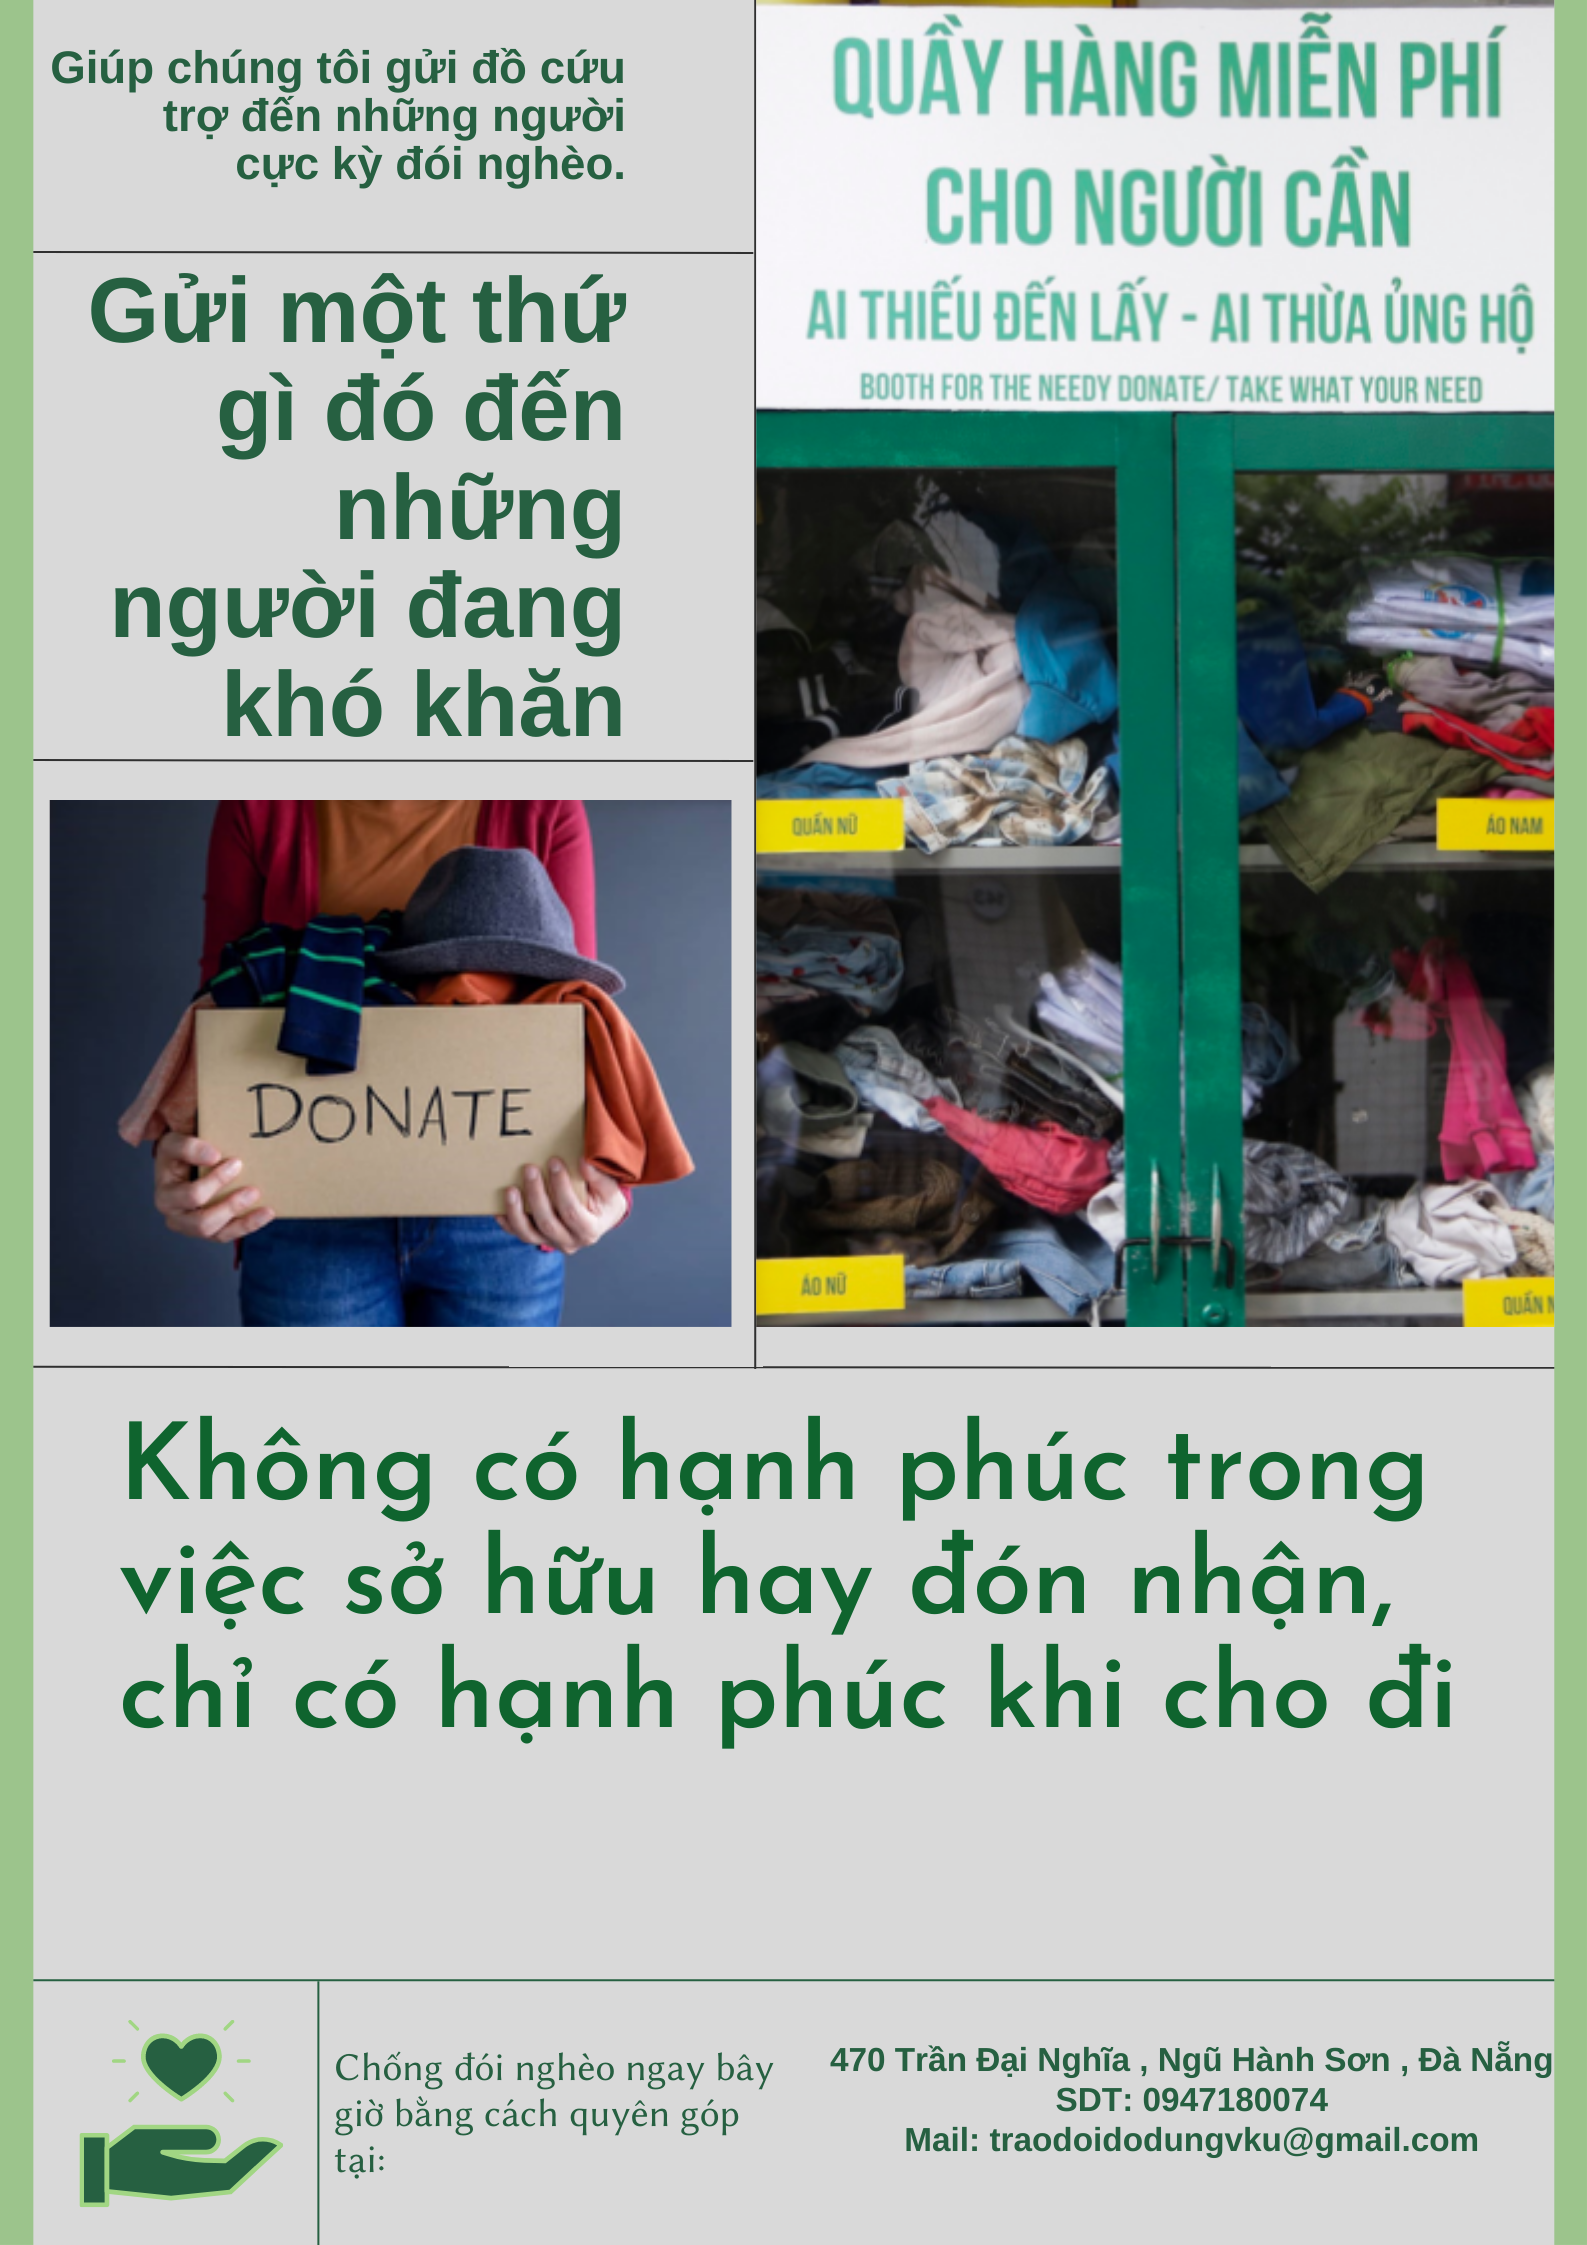 Giúp chúng tôi gửi đồ cứu
trợ đến những người
cực kỳ đói nghèo.
Gửi một thứ
gì đó đến
những
người đang
khó khăn
QUẦY HÀNG MIỄN PHÍ
CHO NGƯỜI CẦN
AI THIẾU ĐẾN LẤY - AI THỪA ỦNG HỘ
BOOTH FOR THE NEEDY DONATE/ TAKE WHAT YOUR NEED
QUẦN NỮ
ÁO NAM
ÁO NỮ
QUẦN
DONATE
Không có hạnh phúc trong
việc sở hữu hay đón nhận,
chỉ có hạnh phúc khi cho đi
Chống đói nghèo ngay bây
giờ bằng cách quyên góp
tại:
470 Trần Đại Nghĩa , Ngũ Hành Sơn , Đà Nẵng
SDT: 0947180074
Mail: traodoidodungvku@gmail.com